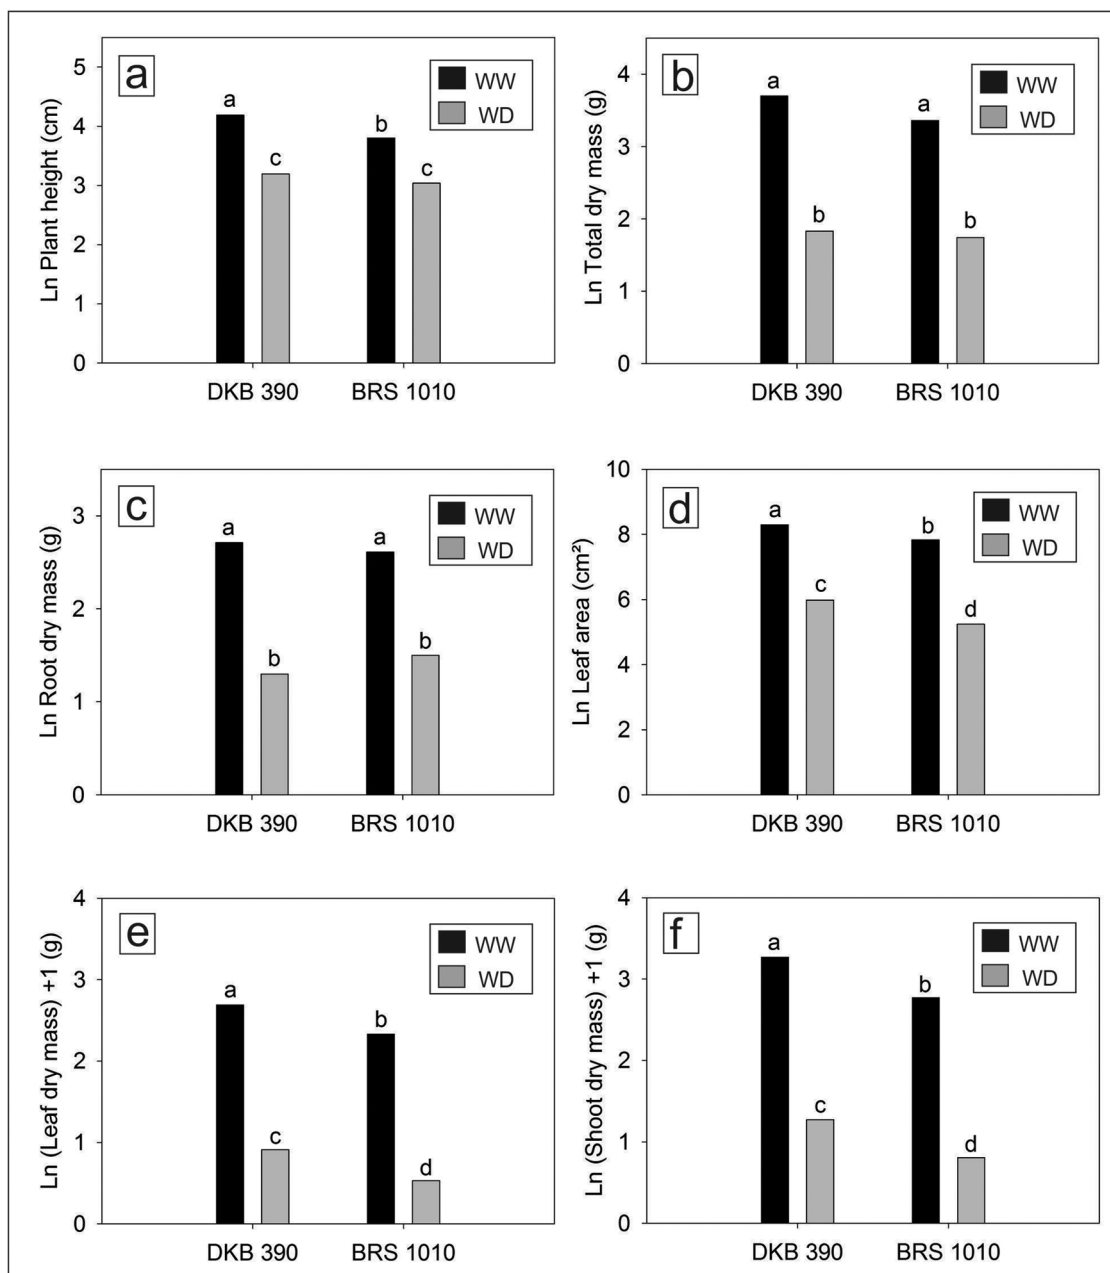 a
Ln Plant height (cm)
5
4
3
2
1
0
WW
WD
a
c
b
c
DKB 390
BRS 1010
b
Ln Total dry mass (g)
4
3
2
1
0
WW
WD
a
b
a
b
DKB 390
BRS 1010
c
Ln Root dry mass (g)
3
2
1
0
WW
WD
a
b
a
b
DKB 390
BRS 1010
d
Ln Leaf area (cm²)
10
8
6
4
2
0
WW
WD
a
c
b
d
DKB 390
BRS 1010
e
Ln (Leaf dry mass) +1 (g)
4
3
2
1
0
WW
WD
a
c
b
d
DKB 390
BRS 1010
f
Ln (Shoot dry mass) +1 (g)
4
3
2
1
0
WW
WD
a
c
b
d
DKB 390
BRS 1010